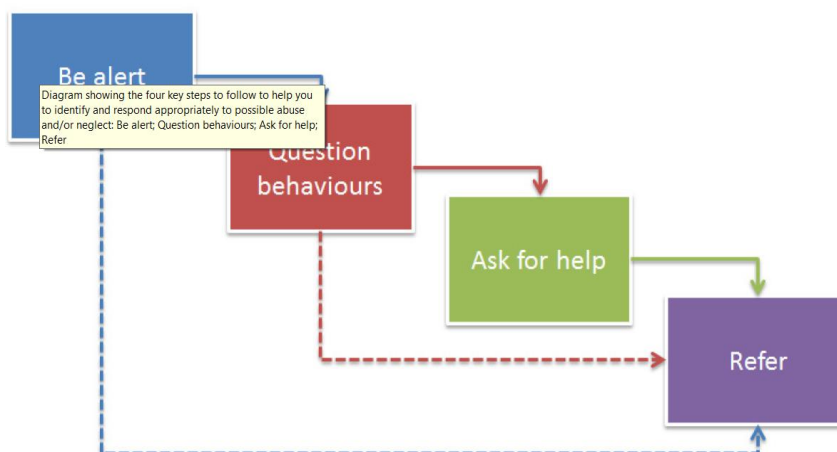 Be alert
Diagram showing the four key steps to follow to help you
to identify and respond appropriately to possible abuse
and/or neglect: Be alert; Question behaviours; Ask for help;
Refer
Question
behaviours
Ask for help
Refer